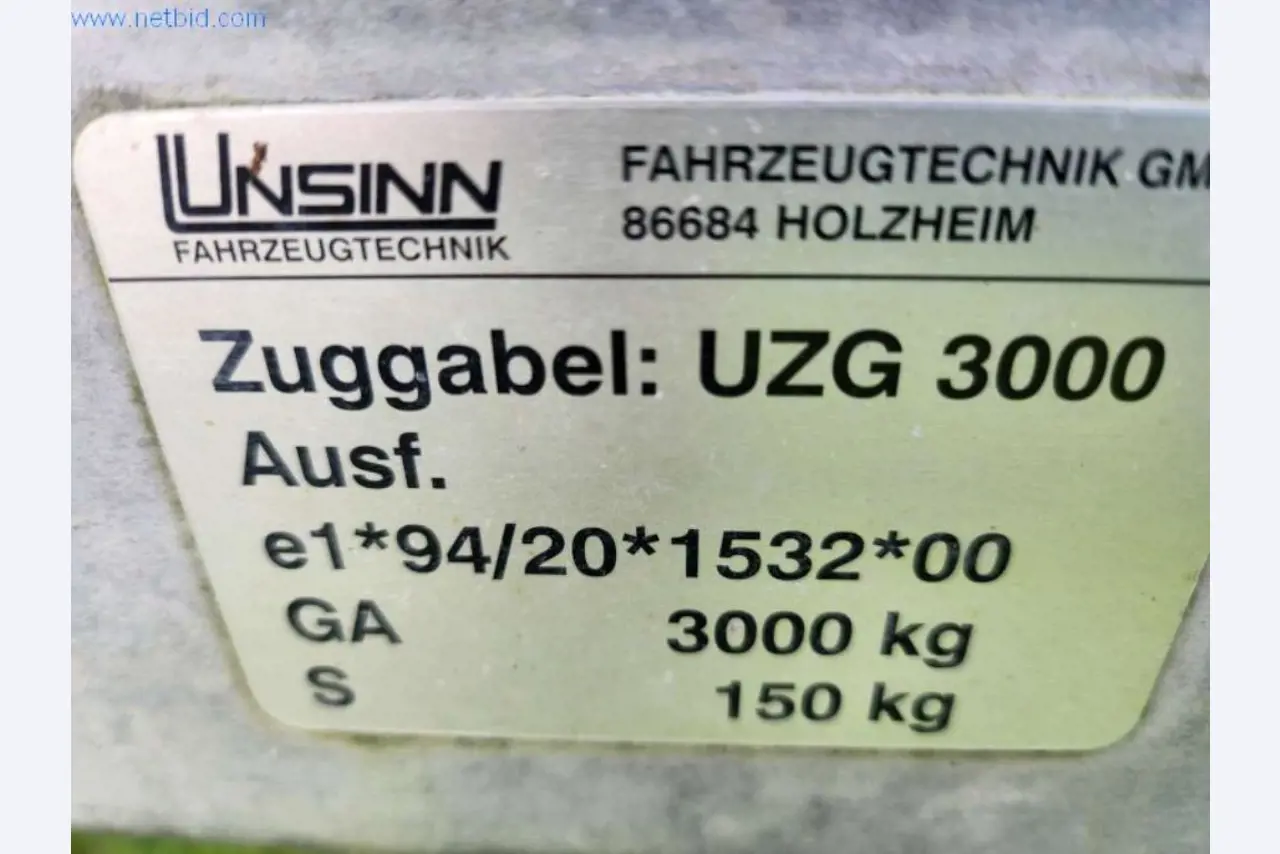 www.netbid.com
UNSINN
FAHRZEUGTECHNIK
FAHRZEUGTECHNIK GM
86684 HOLZHEIM
Zuggabel: UZG 3000
Ausf.
e1*94/20*1532*00
GA 3000 kg
S 150 kg